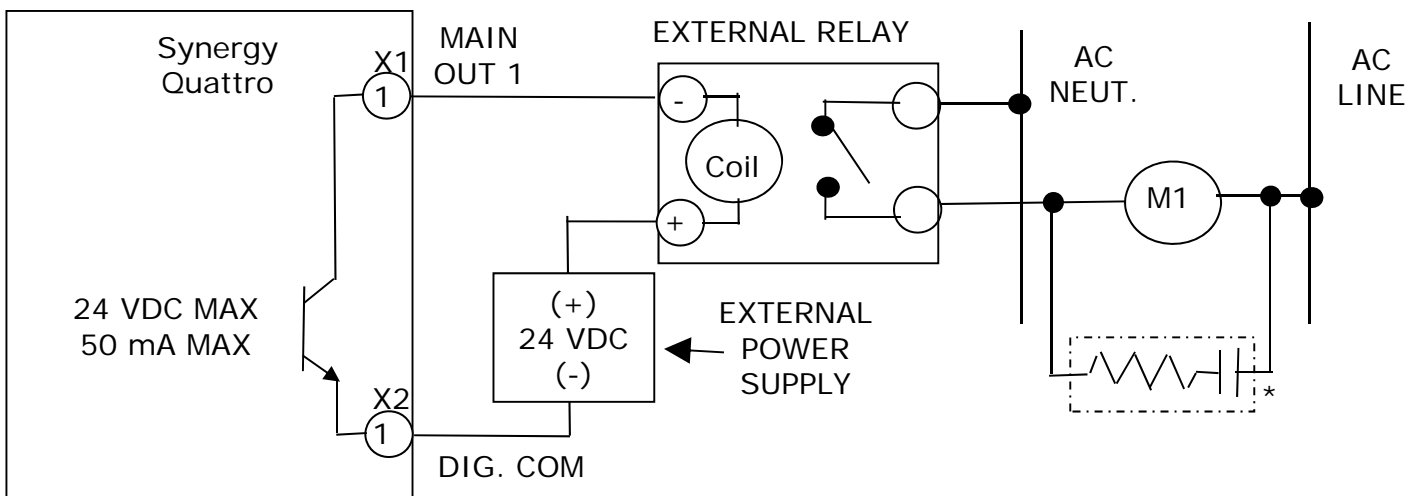 Synergy
Quattro
X1
1
MAIN
OUT 1
EXTERNAL RELAY
-
Coil
+
AC
NEUT.
AC
LINE
M1
24 VDC MAX
50 mA MAX
(+)
24 VDC
(-)
EXTERNAL
POWER
SUPPLY
*
X2
1
DIG. COM